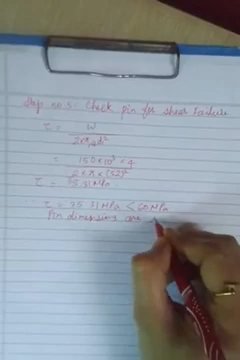 Step no 5: Check pin for shear failure
τ = W
2×π/4 d²
= 150×10³ × 4
2×π×(52)²
τ = 35.31 MPa
τ = 35.31 MPa < 60 MPa
Pin dimensions are